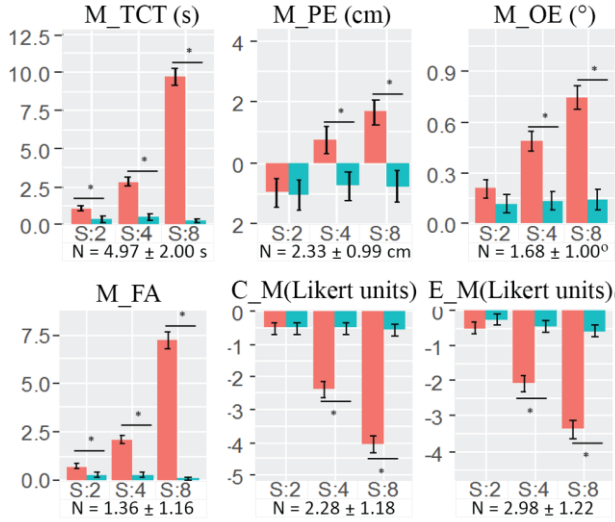 M_TCT (s)
12.5
10.0
5.0
2.5
0.0
*
*
*
S:2 S:4 S:8
N = 4.97 ± 2.00 s
M_PE (cm)
4
2
0
2
*
*
S:2 S:4 S:8
N = 2.33 ± 0.99 cm
M_OE (°)
0.9
0.6
0.3
0.0
*
*
S:2 S:4 S:8
N = 1.68 ± 1.00°
M_FA
7.5
5.0
2.5
0.0
*
*
*
S:2 S:4 S:8
N = 1.36 ± 1.16
C_M(Likert units)
0
-1
-2
-3
-4
-5
*
*
S:2 S:4 S:8
N = 2.28 ± 1.18
E_M(Likert units)
0
-1
-2
-3
-4
*
*
S:2 S:4 S:8
N = 2.98 ± 1.22